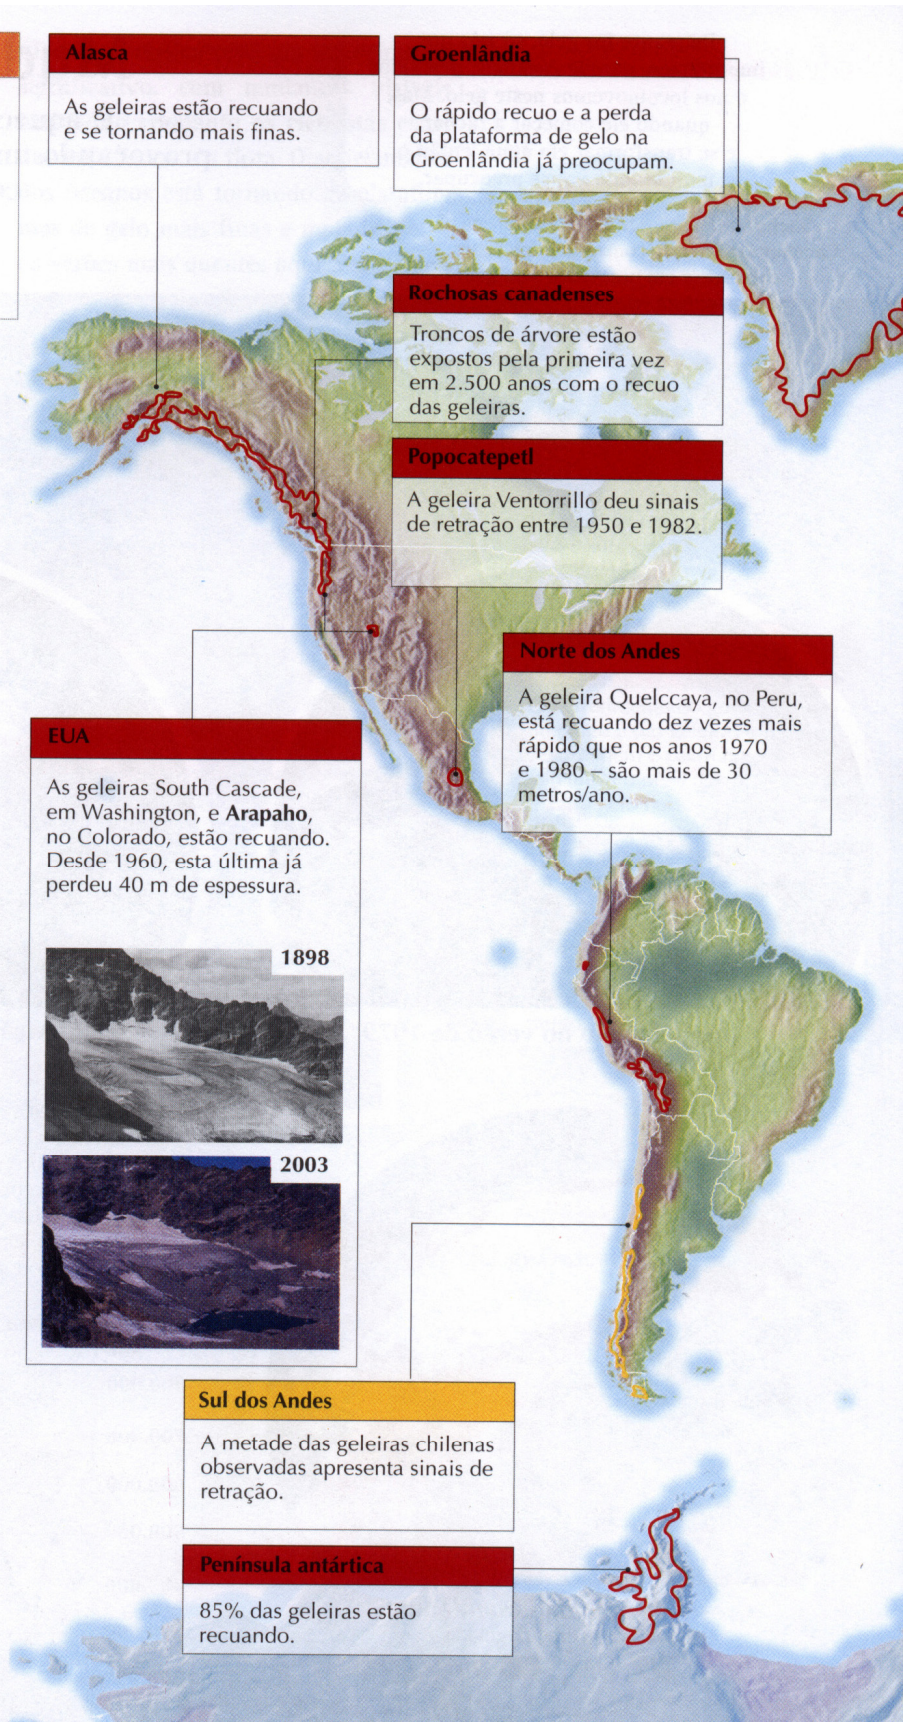 Alasca
As geleiras estão recuando
e se tornando mais finas.
Groenlândia
O rápido recuo e a perda
da plataforma de gelo na
Groenlândia já preocupam.
Rochosas canadenses
Troncos de árvore estão
expostos pela primeira vez
em 2.500 anos com o recuo
das geleiras.
Popocatepetl
A geleira Ventorrillo deu sinais
de retração entre 1950 e 1982.
Norte dos Andes
A geleira Quelccaya, no Peru,
está recuando dez vezes mais
rápido que nos anos 1970
e 1980 – são mais de 30
metros/ano.
EUA
As geleiras South Cascade,
em Washington, e Arapaho,
no Colorado, estão recuando.
Desde 1960, esta última já
perdeu 40 m de espessura.
1898
2003
Sul dos Andes
A metade das geleiras chilenas
observadas apresenta sinais de
retração.
Península antártica
85% das geleiras estão
recuando.